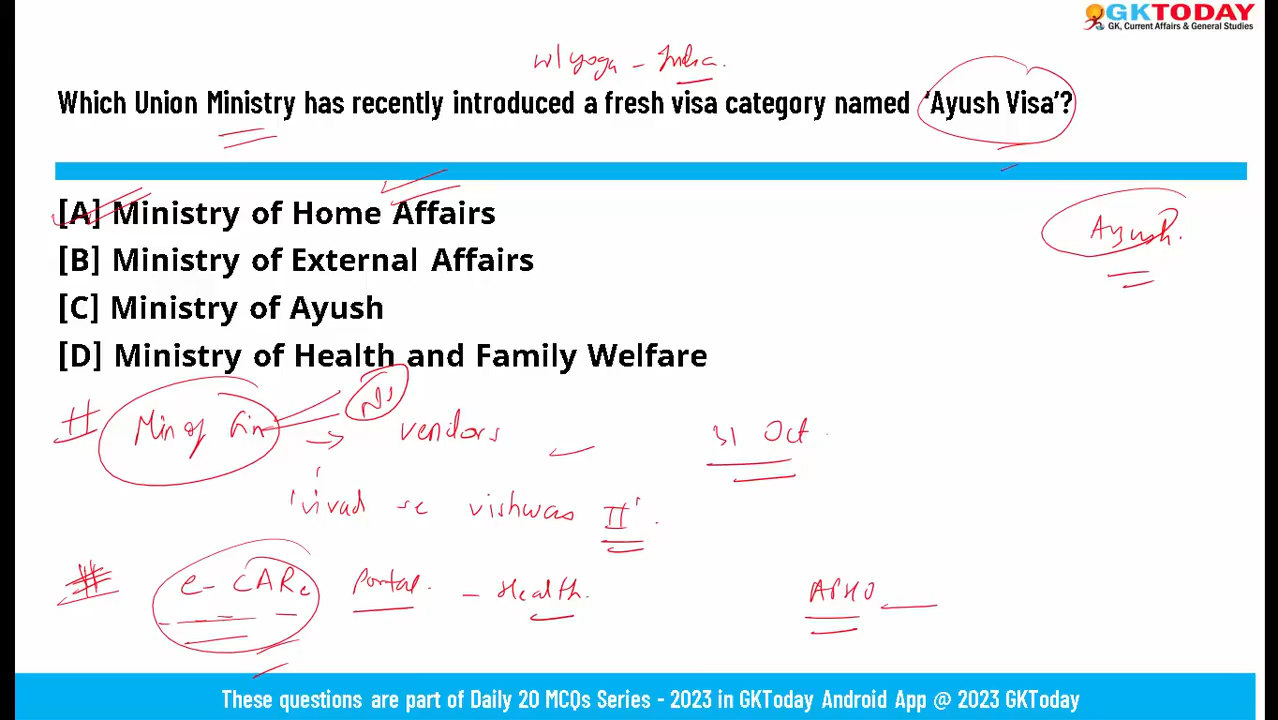 GKTODAY
GK, Current Affairs & General Studies
w/ yoga - India.
Which Union Ministry has recently introduced a fresh visa category named 'Ayush Visa'?
[A] Ministry of Home Affairs
Ayush.
[B] Ministry of External Affairs
[C] Ministry of Ayush
[D] Ministry of Health and Family Welfare
# Min of Fin → vendors 31 Oct
'vivad se vishwas II'.
# e-CARe Portal. - Health. APHO
These questions are part of Daily 20 MCQs Series - 2023 in GKToday Android App @ 2023 GKToday